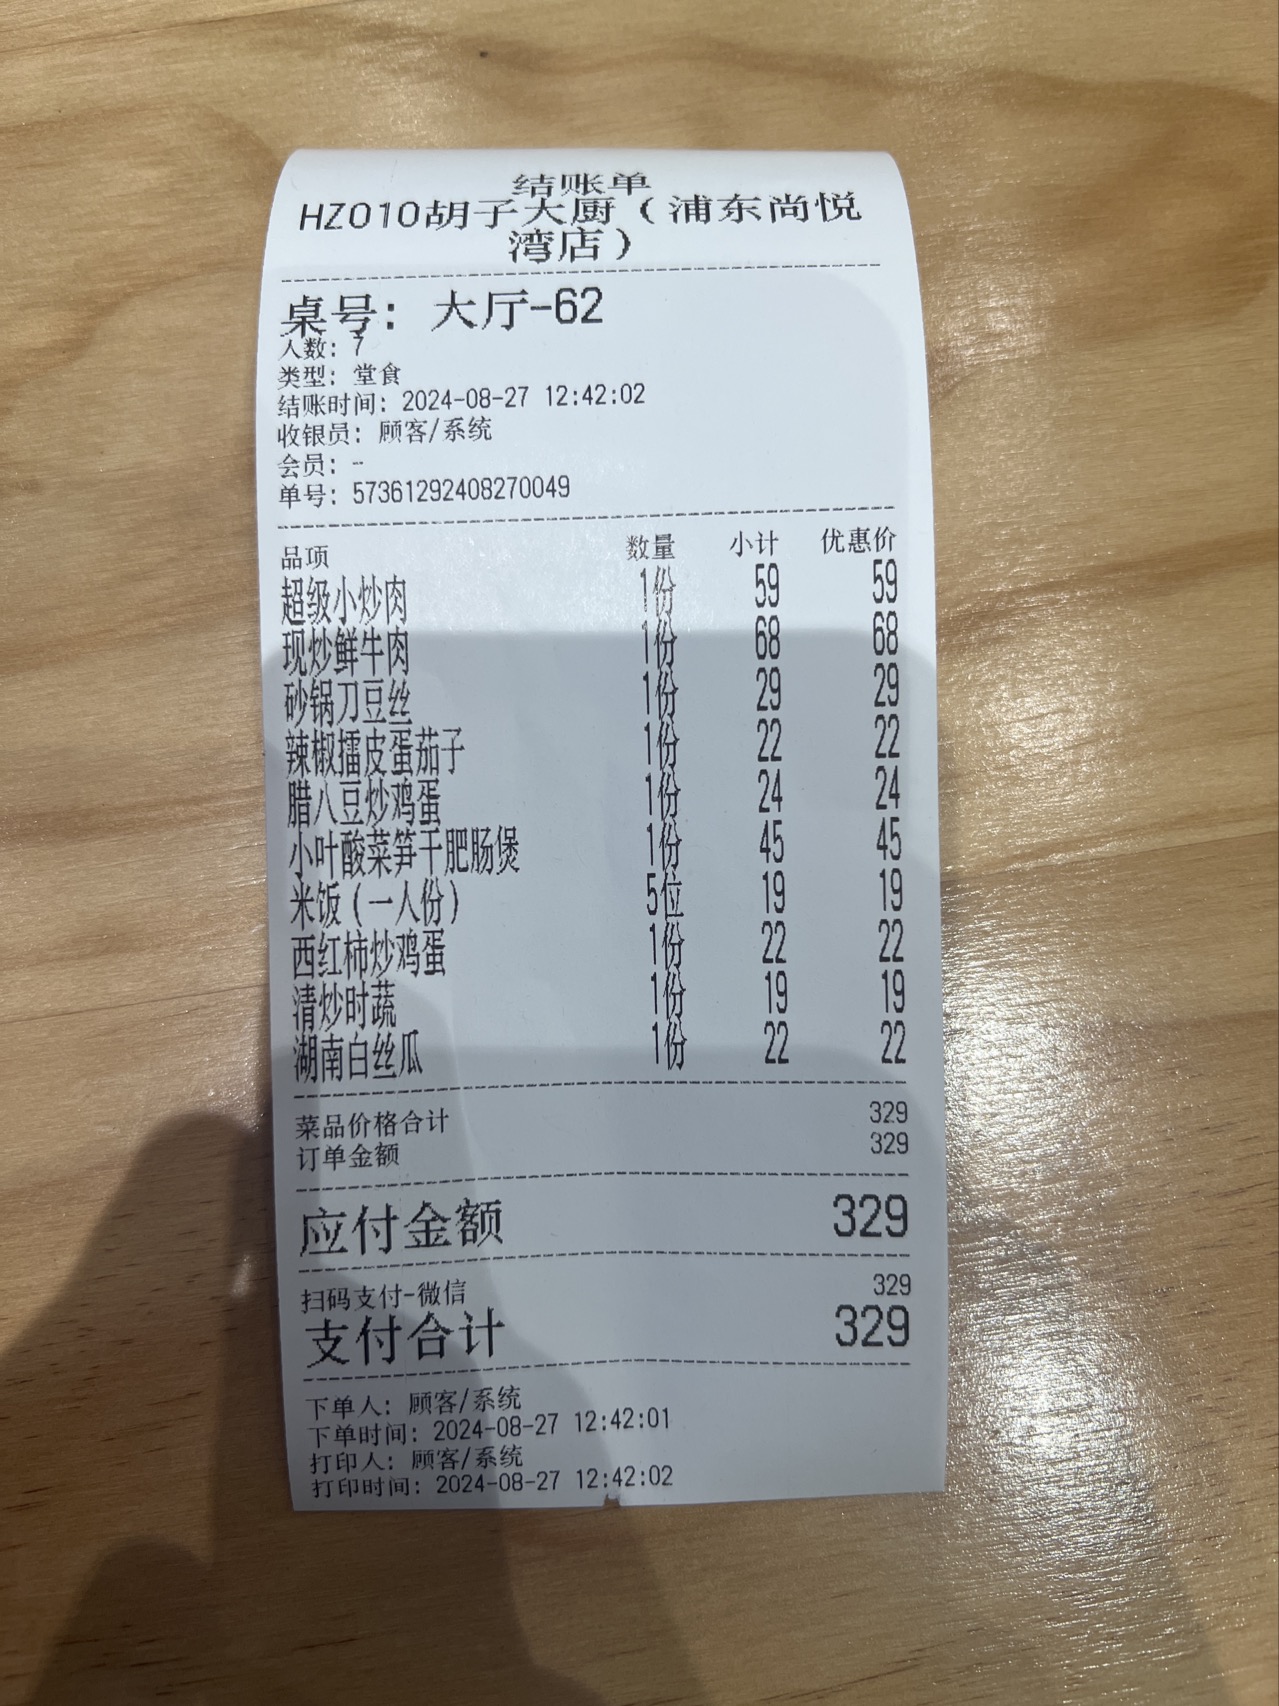 结账单
HZ010胡子大厨（浦东尚悦
湾店）
桌号：大厅-62
人数：7
类型：堂食
结账时间：2024-08-27 12:42:02
收银员：顾客/系统
会员：--
单号：57361292408270049
品项 数量 小计 优惠价
超级小炒肉 1份 59 59
现炒鲜牛肉 1份 68 68
砂锅刀豆丝 1份 29 29
辣椒擂皮蛋茄子 1份 22 22
腊八豆炒鸡蛋 1份 24 24
小叶酸菜笋干肥肠煲 1份 45 45
米饭（一人份） 5位 19 19
西红柿炒鸡蛋 1份 22 22
清炒时蔬 1份 19 19
湖南白丝瓜 1份 22 22
菜品价格合计 329
订单金额 329
应付金额 329
扫码支付-微信 329
支付合计 329
下单人：顾客/系统
下单时间：2024-08-27 12:42:01
打印人：顾客/系统
打印时间：2024-08-27 12:42:02